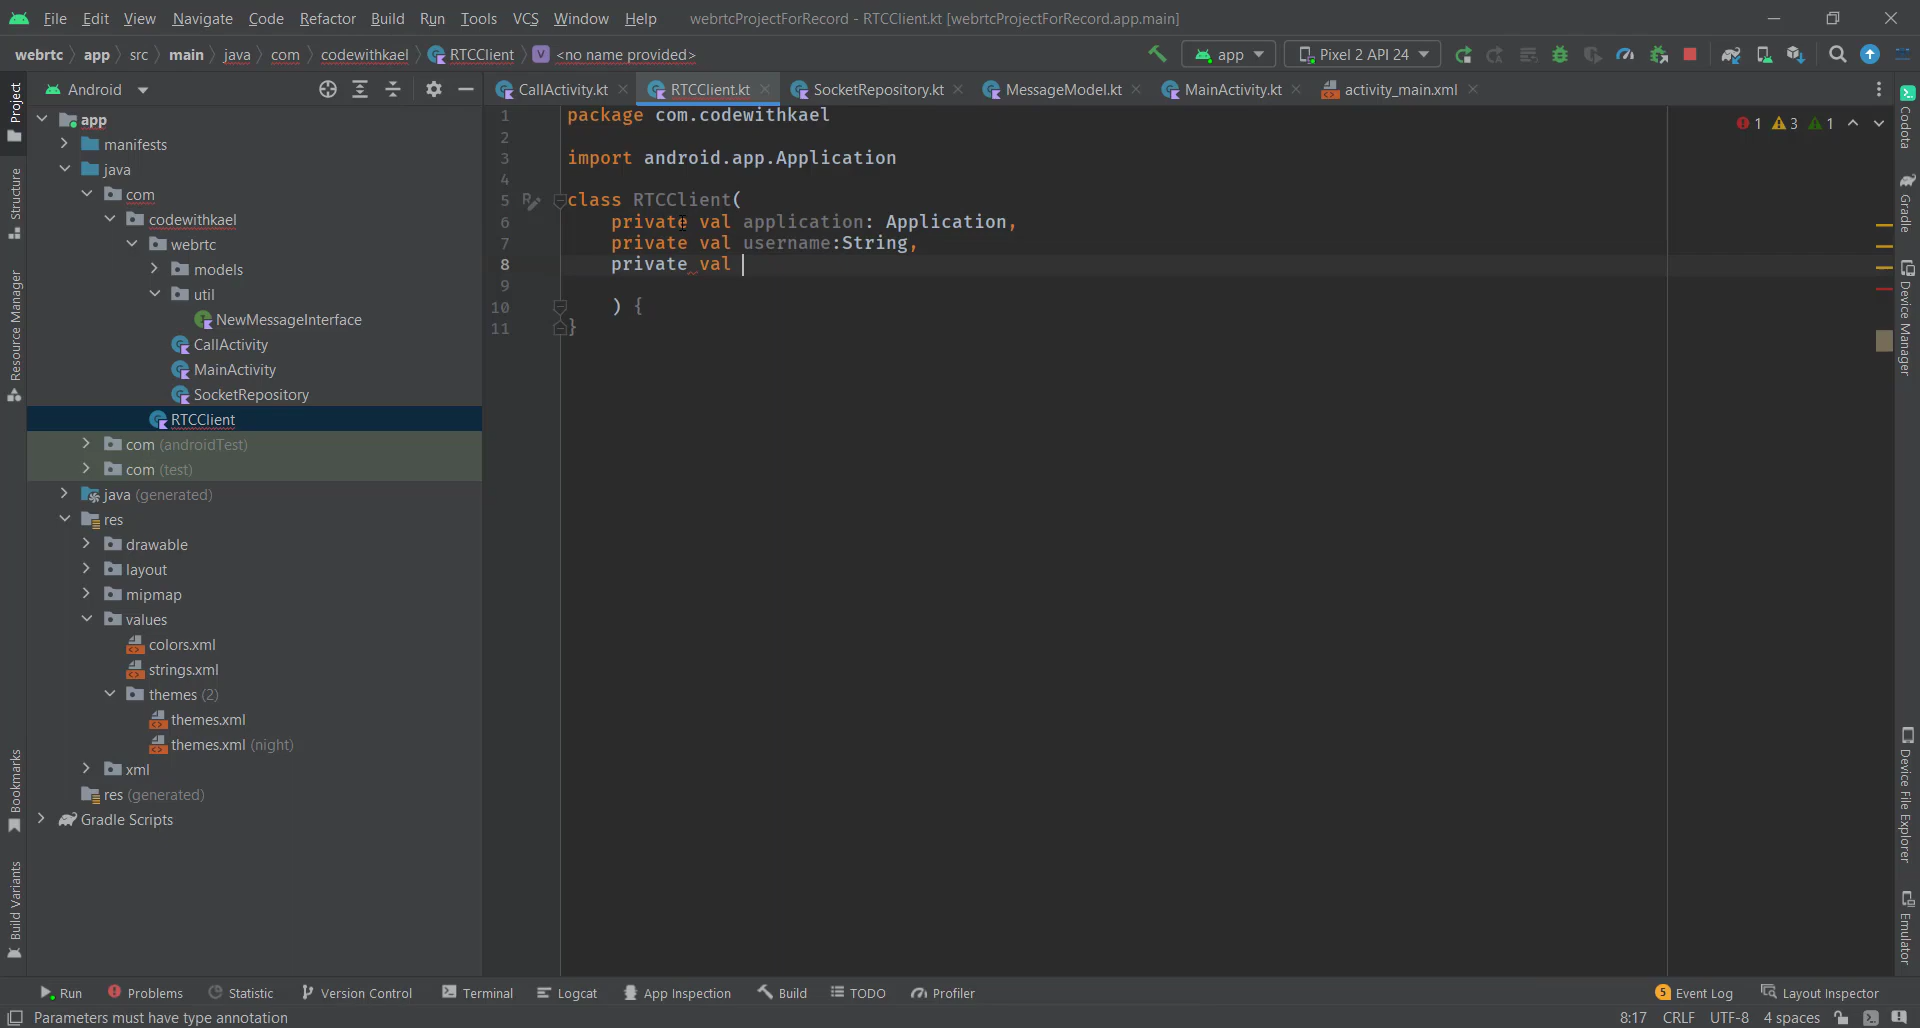 File Edit View Navigate Code Refactor Build Run Tools VCS Window Help webrtcProjectForRecord - RTCClient.kt [webrtcProjectForRecord.app.main]
webrtc app src main java com codewithkael RTCClient V <no name provided> app Pixel 2 API 24
Android CallActivity.kt RTCClient.kt SocketRepository.kt MessageModel.kt MainActivity.kt activity_main.xml
Project
Structure
Resource Manager
Bookmarks
Build Variants
app
manifests
java
com
codewithkael
webrtc
models
util
NewMessageInterface
CallActivity
MainActivity
SocketRepository
RTCClient
com (androidTest)
com (test)
java (generated)
res
drawable
layout
mipmap
values
colors.xml
strings.xml
themes (2)
themes.xml
themes.xml (night)
xml
res (generated)
Gradle Scripts
1 package com.codewithkael
2
3 import android.app.Application
4
5 class RTCClient(
6 private val application: Application,
7 private val username:String,
8 private val
9
10 ) {
11 }
1 3 1
Codota
Gradle
Device Manager
Device File Explorer
Emulator
Run Problems Statistic Version Control Terminal Logcat App Inspection Build TODO Profiler 5 Event Log Layout Inspector
Parameters must have type annotation 8:17 CRLF UTF-8 4 spaces